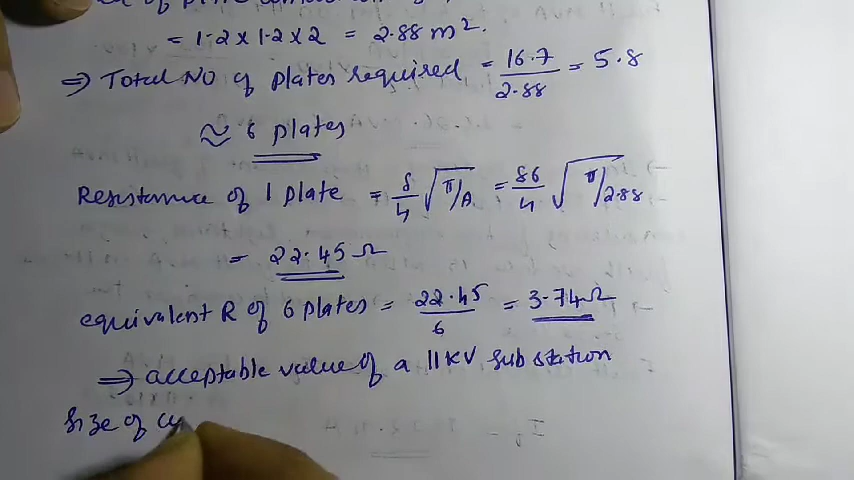 = 1.2 x 1.2 x 2 = 2.88 m².
⇒ Total NO of plates required = 16.7/2.88 = 5.8
≈ 6 plates
Resistance of 1 plate = ρ/4 √π/A = 86/4 √π/2.88
= 22.45 Ω
equivalent R of 6 plates = 22.45/6 = 3.74 Ω
⇒ acceptable value of a 11KV substation
Size of